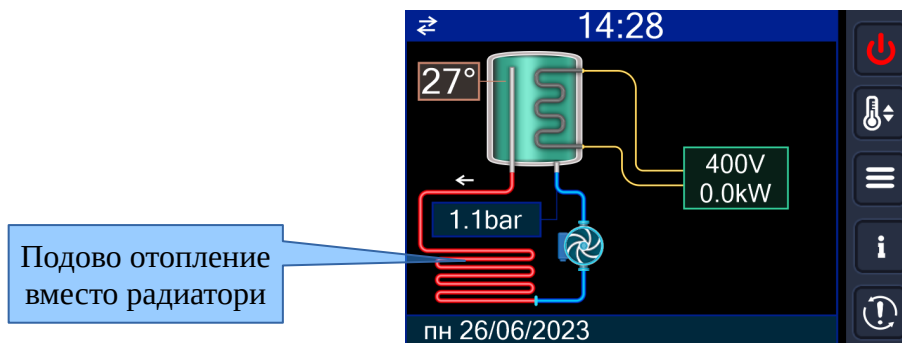 14:28
27°
400V
0.0kW
1.1bar
Подово отопление
вместо радиатори
пн 26/06/2023